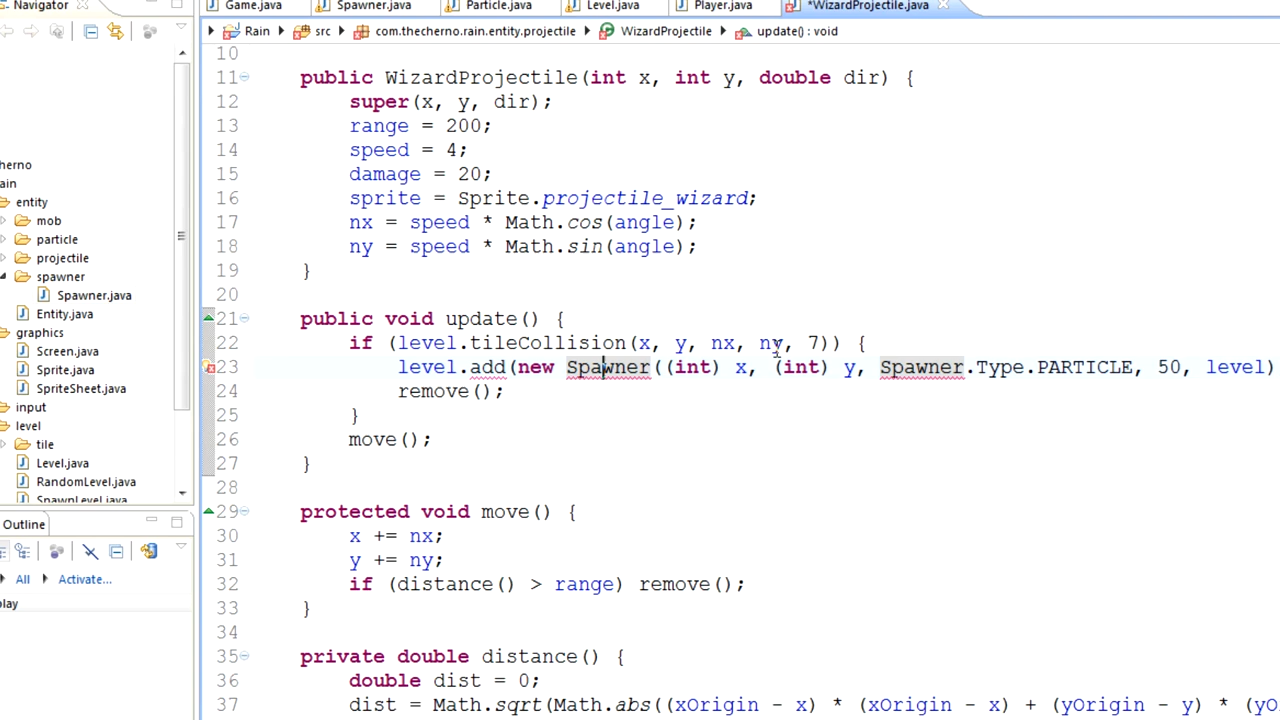 Navigator
Game.java Spawner.java Particle.java Level.java Player.java *WizardProjectile.java
Rain src com.thecherno.rain.entity.projectile WizardProjectile update() : void
10
11 public WizardProjectile(int x, int y, double dir) {
12 super(x, y, dir);
13 range = 200;
14 speed = 4;
15 damage = 20;
16 sprite = Sprite.projectile_wizard;
17 nx = speed * Math.cos(angle);
18 ny = speed * Math.sin(angle);
19 }
20
21 public void update() {
22 if (level.tileCollision(x, y, nx, ny, 7)) {
23 level.add(new Spawner((int) x, (int) y, Spawner.Type.PARTICLE, 50, level)
24 remove();
25 }
26 move();
27 }
28
29 protected void move() {
30 x += nx;
31 y += ny;
32 if (distance() > range) remove();
33 }
34
35 private double distance() {
36 double dist = 0;
37 dist = Math.sqrt(Math.abs((xOrigin - x) * (xOrigin - x) + (yOrigin - y) * (yO
herno
ain
entity
mob
particle
projectile
spawner
Spawner.java
Entity.java
graphics
Screen.java
Sprite.java
SpriteSheet.java
input
level
tile
Level.java
RandomLevel.java
SpawnLevel.java
Outline
All Activate...
play